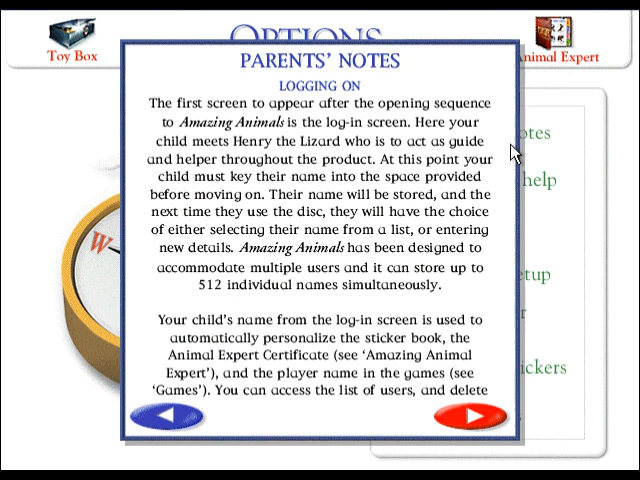 OPTIONS
Toy Box
Animal Expert
PARENTS' NOTES
LOGGING ON
The first screen to appear after the opening sequence
to Amazing Animals is the log-in screen. Here your
child meets Henry the Lizard who is to act as guide
and helper throughout the product. At this point your
child must key their name into the space provided
before moving on. Their name will be stored, and the
next time they use the disc, they will have the choice
of either selecting their name from a list, or entering
new details. Amazing Animals has been designed to
accommodate multiple users and it can store up to
512 individual names simultaneously.
Your child's name from the log-in screen is used to
automatically personalize the sticker book, the
Animal Expert Certificate (see 'Amazing Animal
Expert'), and the player name in the games (see
'Games'). You can access the list of users, and delete
otes
help
etup
r
ickers
W